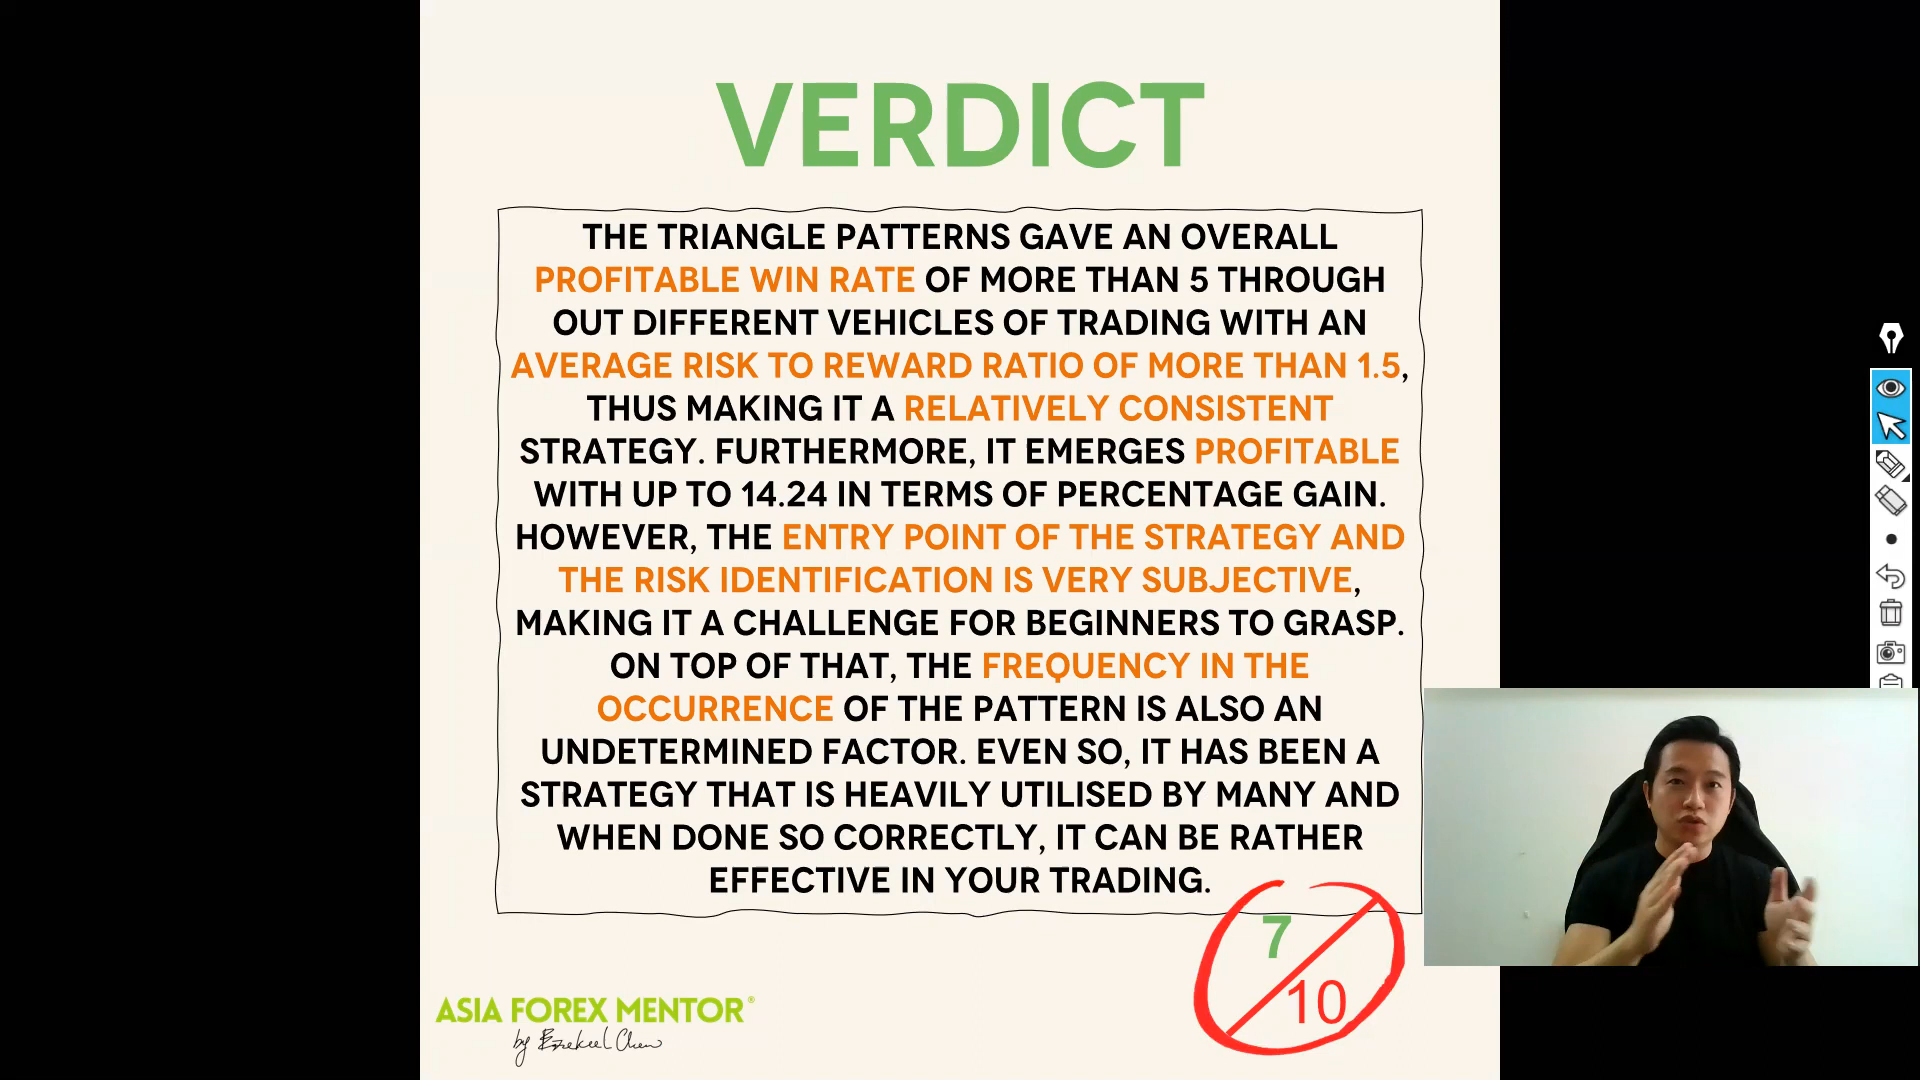 VERDICT
THE TRIANGLE PATTERNS GAVE AN OVERALL
PROFITABLE WIN RATE OF MORE THAN 5 THROUGH
OUT DIFFERENT VEHICLES OF TRADING WITH AN
AVERAGE RISK TO REWARD RATIO OF MORE THAN 1.5,
THUS MAKING IT A RELATIVELY CONSISTENT
STRATEGY. FURTHERMORE, IT EMERGES PROFITABLE
WITH UP TO 14.24 IN TERMS OF PERCENTAGE GAIN.
HOWEVER, THE ENTRY POINT OF THE STRATEGY AND
THE RISK IDENTIFICATION IS VERY SUBJECTIVE,
MAKING IT A CHALLENGE FOR BEGINNERS TO GRASP.
ON TOP OF THAT, THE FREQUENCY IN THE
OCCURRENCE OF THE PATTERN IS ALSO AN
UNDETERMINED FACTOR. EVEN SO, IT HAS BEEN A
STRATEGY THAT IS HEAVILY UTILISED BY MANY AND
WHEN DONE SO CORRECTLY, IT CAN BE RATHER
EFFECTIVE IN YOUR TRADING.
7
10
ASIA FOREX MENTOR®
by Ezekiel Chew